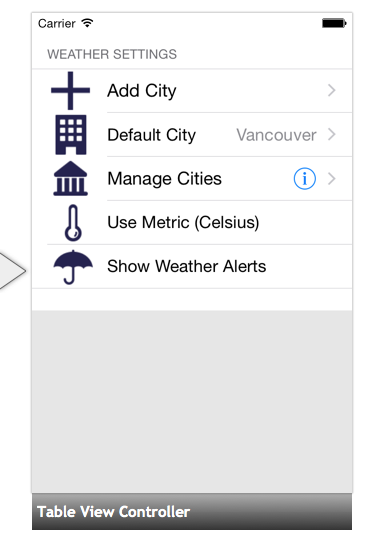 Carrier
WEATHER SETTINGS
Add City
Default City Vancouver
Manage Cities i
Use Metric (Celsius)
Show Weather Alerts
Table View Controller